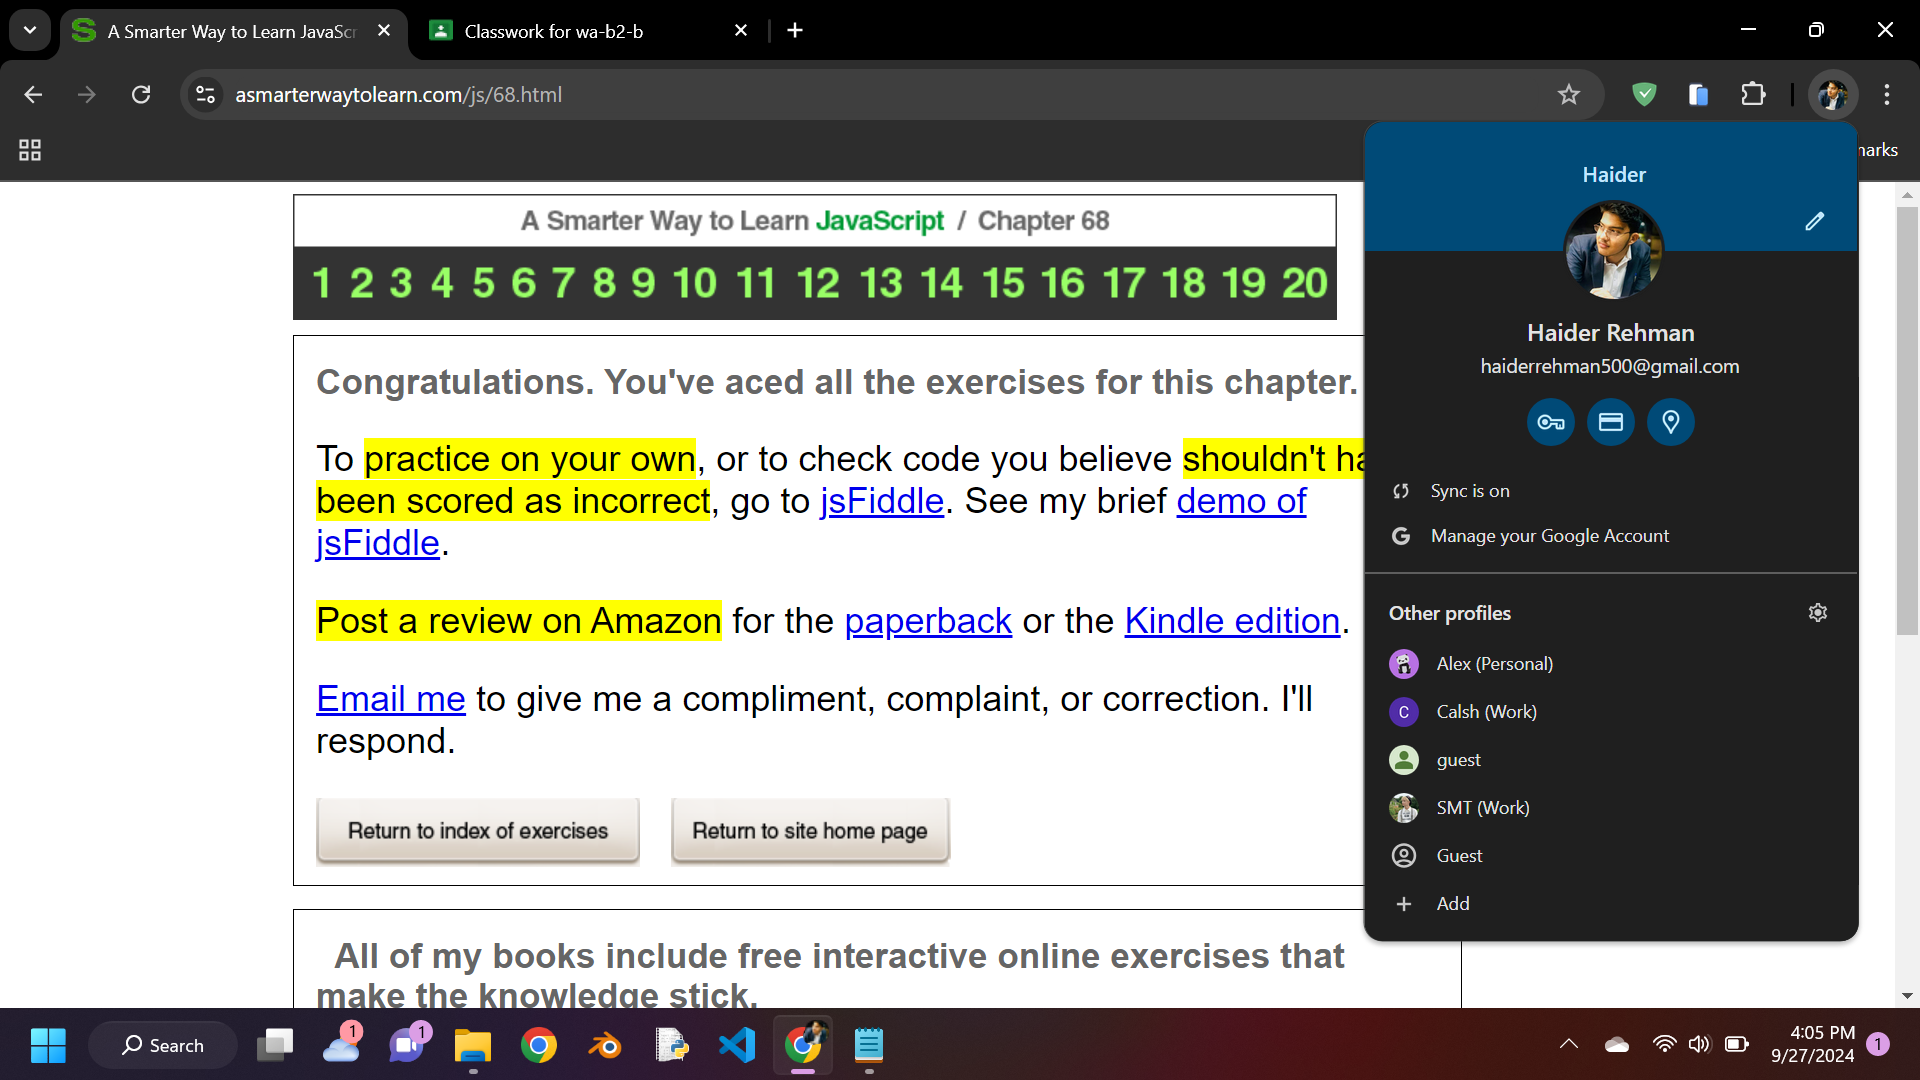 A Smarter Way to Learn JavaScr
Classwork for wa-b2-b
asmarterwaytolearn.com/js/68.html
marks
A Smarter Way to Learn JavaScript / Chapter 68
1 2 3 4 5 6 7 8 9 10 11 12 13 14 15 16 17 18 19 20
Congratulations. You've aced all the exercises for this chapter.
To practice on your own, or to check code you believe shouldn't ha
been scored as incorrect, go to jsFiddle. See my brief demo of
jsFiddle.
Post a review on Amazon for the paperback or the Kindle edition.
Email me to give me a compliment, complaint, or correction. I'll
respond.
Return to index of exercises
Return to site home page
All of my books include free interactive online exercises that
make the knowledge stick.
Haider
Haider Rehman
haiderrehman500@gmail.com
Sync is on
G Manage your Google Account
Other profiles
Alex (Personal)
C Calsh (Work)
guest
SMT (Work)
Guest
+ Add
Search
1
1
4:05 PM
9/27/2024
1